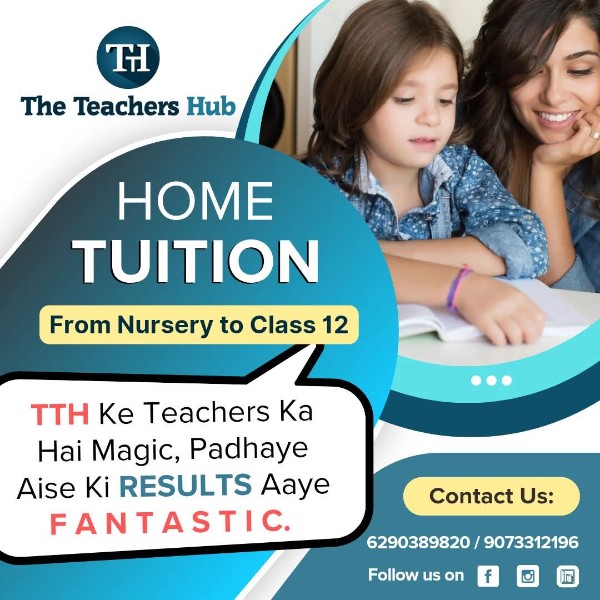 TH
The Teachers Hub
HOME
TUITION
From Nursery to Class 12
TTH Ke Teachers Ka
Hai Magic, Padhaye
Aise Ki RESULTS Aaye
FANTASTIC.
Contact Us:
6290389820 / 9073312196
Follow us on